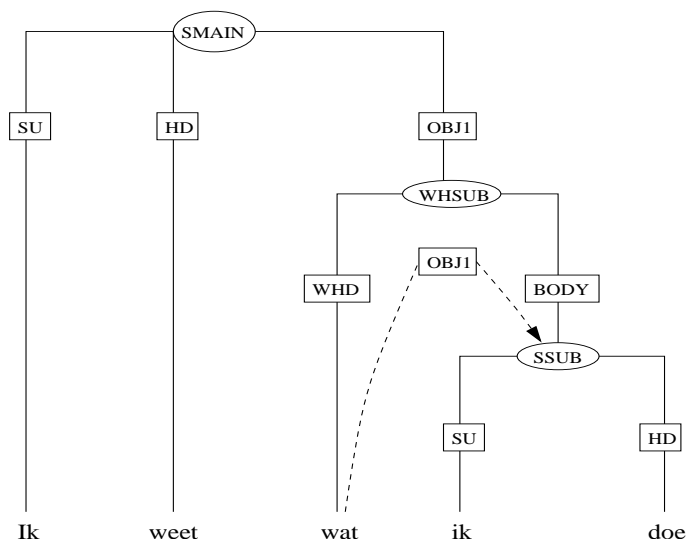 SMAIN
SU HD OBJ1
WHSUB
OBJ1
WHD BODY
SSUB
SU HD
Ik weet wat ik doe